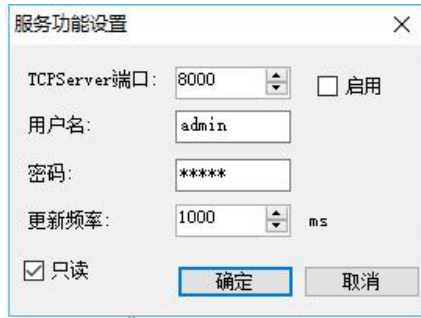 服务功能设置
TCPServer端口: 8000 启用
用户名: admin
密码: *****
更新频率: 1000 ms
只读 确定 取消